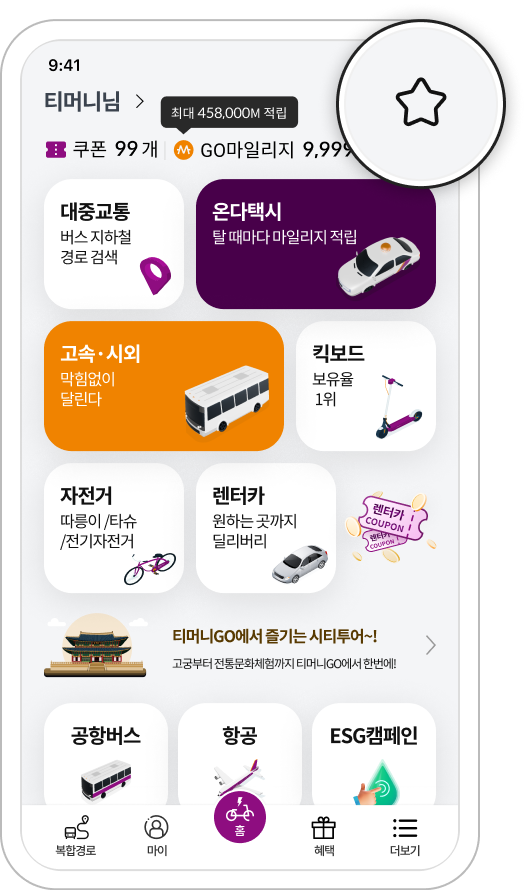 9:41
티머니님
최대 458,000M 적립
쿠폰 99개
GO마일리지 9,999
대중교통
버스 지하철
경로 검색
온다택시
탈 때마다 마일리지 적립
고속·시외
막힘없이
달린다
킥보드
보유율
1위
자전거
따릉이 /타슈
/전기자전거
렌터카
원하는 곳까지
딜리버리
렌터카
COUPON
렌터카
COUPON
티머니GO에서 즐기는 시티투어~!
고궁부터 전통문화체험까지 티머니GO에서 한번에!
공항버스
항공
ESG캠페인
복합경로
마이
홈
혜택
더보기